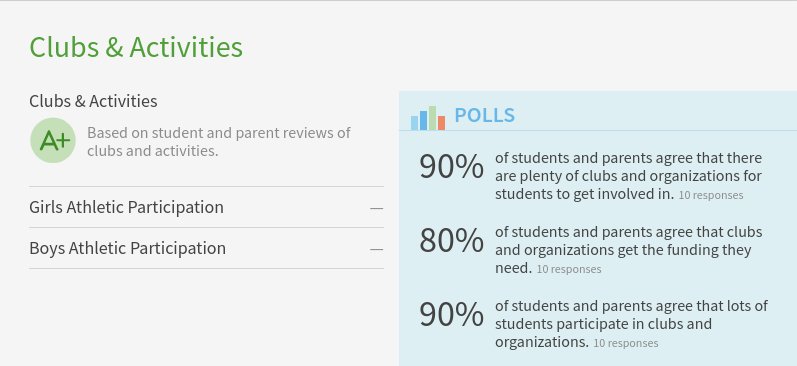 Clubs & Activities
Clubs & Activities
A+
Based on student and parent reviews of
clubs and activities.
Girls Athletic Participation —
Boys Athletic Participation —
POLLS
90%
of students and parents agree that there
are plenty of clubs and organizations for
students to get involved in. 10 responses
80%
of students and parents agree that clubs
and organizations get the funding they
need. 10 responses
90%
of students and parents agree that lots of
students participate in clubs and
organizations. 10 responses